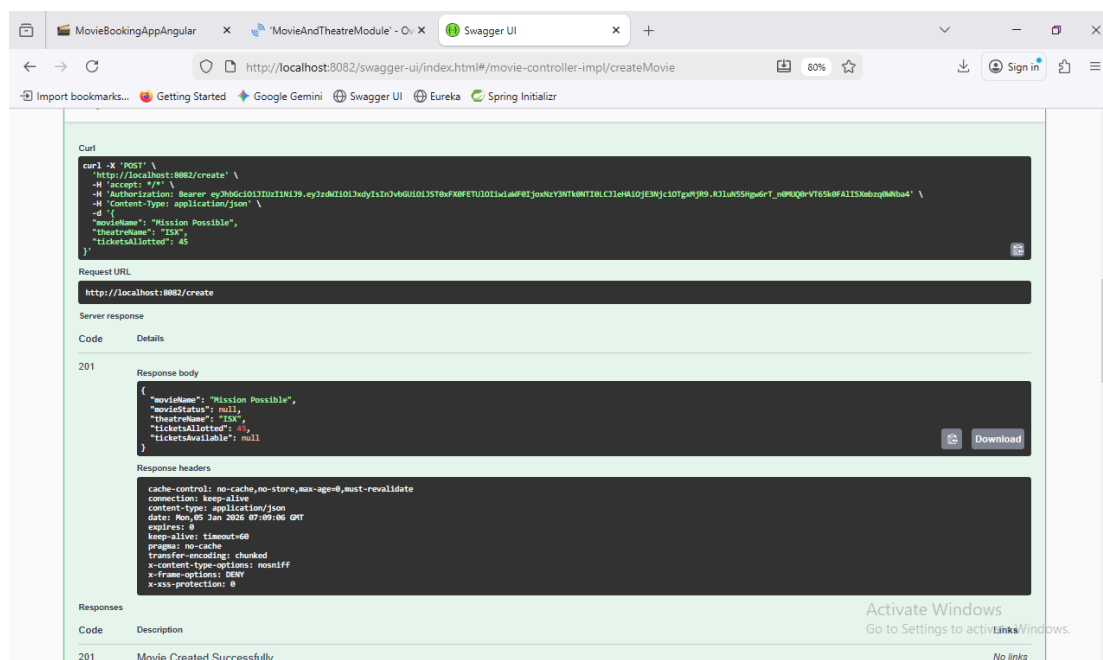 MovieBookingAppAngular
'MovieAndTheatreModule' - Ov
Swagger UI
http://localhost:8082/swagger-ui/index.html#/movie-controller-impl/createMovie
80%
Sign in
Import bookmarks...
Getting Started
Google Gemini
Swagger UI
Eureka
Spring Initializr
Curl
curl -X 'POST' \
'http://localhost:8082/create' \
-H 'accept: */*' \
-H 'Authorization: Bearer
-H 'Content-Type: application/json' \
-d '{
"movieName": "Mission Possible",
"theatreName": "ISX",
"ticketsAllotted": 45
}'
Request URL
http://localhost:8082/create
Server response
Code Details
201
Response body
{
"movieName": "Mission Possible",
"movieStatus": null,
"theatreName": "ISX",
"ticketsAllotted": 45,
"ticketsAvailable": null
}
Download
Response headers
cache-control: no-cache,no-store,max-age=0,must-revalidate
connection: keep-alive
content-type: application/json
date: Mon,05 Jan 2026 07:09:06 GMT
expires: 0
keep-alive: timeout=60
pragma: no-cache
transfer-encoding: chunked
x-content-type-options: nosniff
x-frame-options: DENY
x-xss-protection: 0
Responses
Activate Windows
Code Description Links
Go to Settings to activate Windows.
201 Movie Created Successfully No links